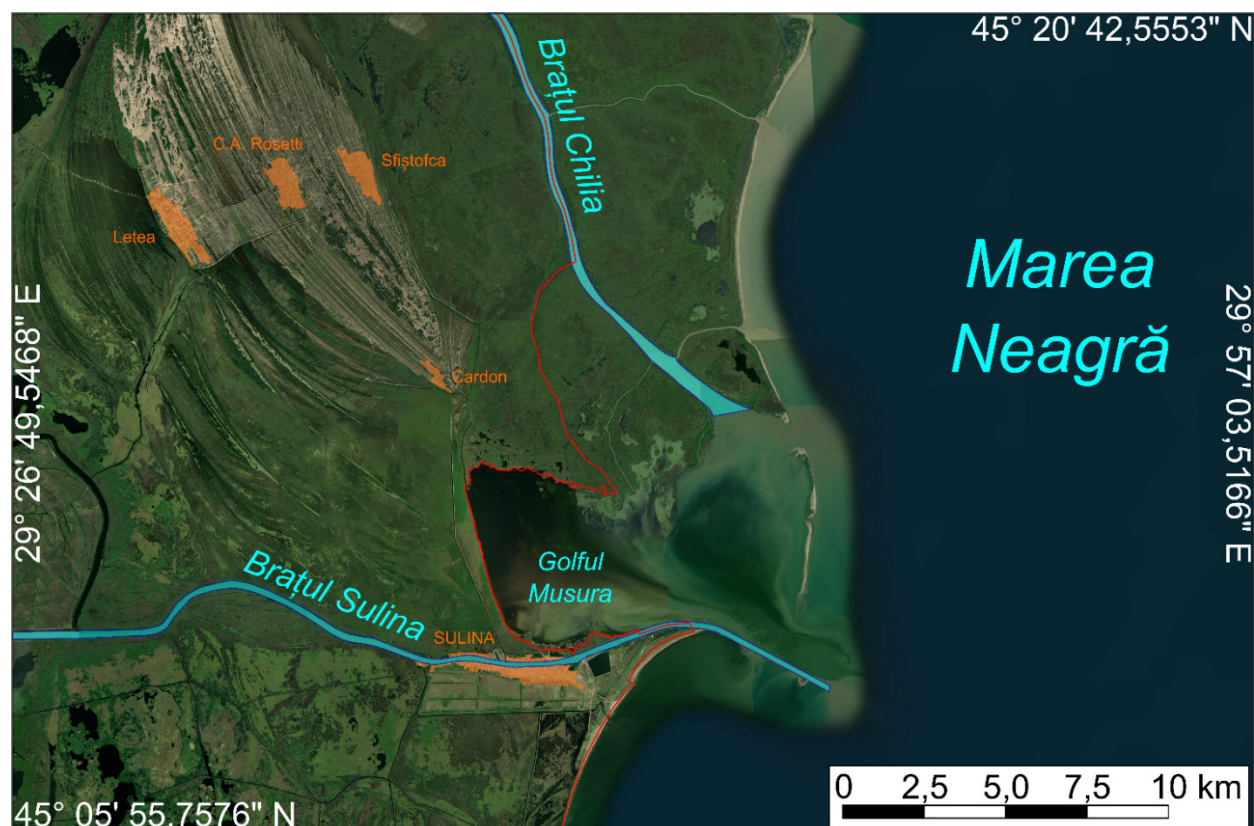 45° 20' 42,5553" N
Brațul Chilia
C.A. Rosetti
Sfiștofca
Letea
Marea
Neagră
29° 26' 49,5468" E
29° 57' 03,5166" E
Cardon
Golful
Musura
Brațul Sulina
SULINA
0 2,5 5,0 7,5 10 km
45° 05' 55,7576" N